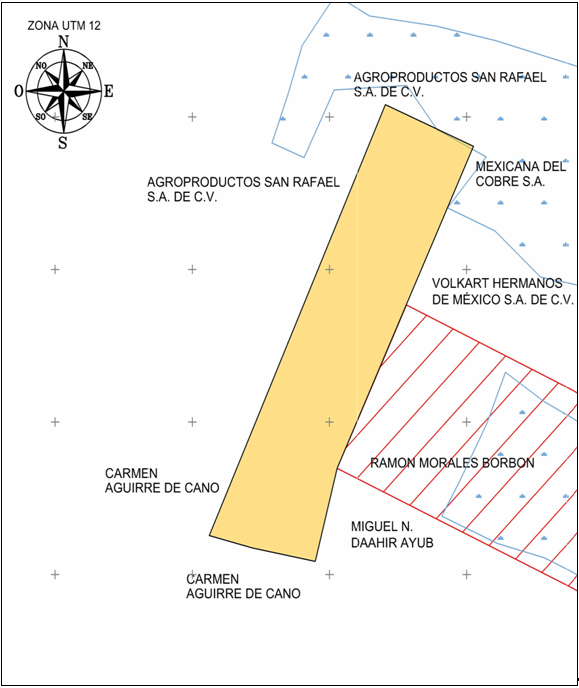 ZONA UTM 12
N
NO
NE
O
E
SO
SE
S
AGROPRODUCTOS SAN RAFAEL
S.A. DE C.V.
MEXICANA DEL
COBRE S.A.
AGROPRODUCTOS SAN RAFAEL
S.A. DE C.V.
VOLKART HERMANOS
DE MÉXICO S.A. DE C.V.
RAMON MORALES BORBON
CARMEN
AGUIRRE DE CANO
MIGUEL N.
DAAHIR AYUB
CARMEN
AGUIRRE DE CANO